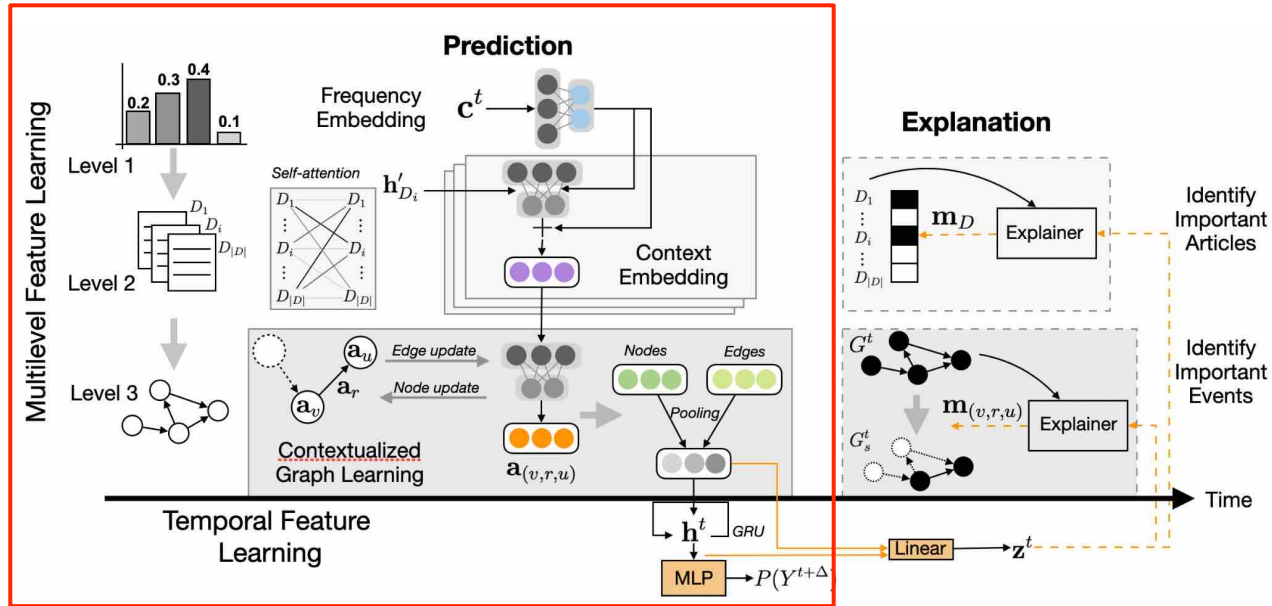 Prediction
Explanation
Multilevel Feature Learning
0.2
0.3
0.4
0.1
Level 1
Level 2
Level 3
D_1
D_i
D_{|D|}
Frequency
Embedding
c^t
Self-attention
D_1 D_1
⋮ ⋮
D_i D_i
⋮ ⋮
D_{|D|} D_{|D|}
h'_{D_i}
+
Context
Embedding
a_u
a_r
a_v
Edge update
Node update
Contextualized
Graph Learning
a_{(v,r,u)}
Nodes
Edges
Pooling
D_1
⋮
D_i
⋮
D_{|D|}
m_D
Explainer
Identify
Important
Articles
G^t
m_{(v,r,u)}
G_s^t
Explainer
Identify
Important
Events
Time
Temporal Feature
Learning
h^t
GRU
MLP
P(Y^{t+Δ})
Linear
z^t